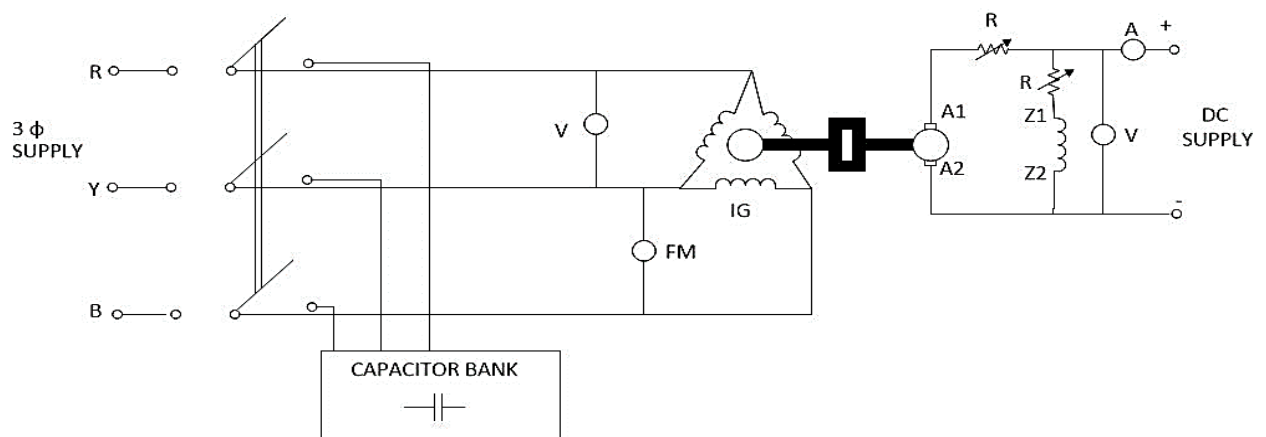 R
3 ϕ
SUPPLY
Y
B
V
FM
IG
CAPACITOR BANK
R
A
+
R
A1
Z1
V
DC
SUPPLY
A2
Z2
-